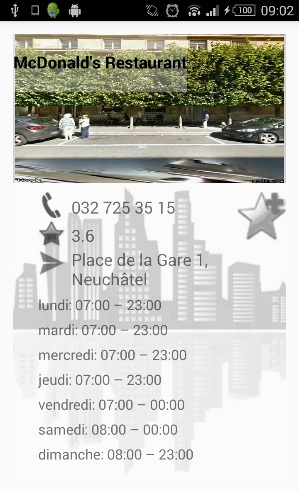 100 09:02
McDonald's Restaurant
032 725 35 15
3.6
Place de la Gare 1,
Neuchâtel
lundi: 07:00 – 23:00
mardi: 07:00 – 23:00
mercredi: 07:00 – 23:00
jeudi: 07:00 – 23:00
vendredi: 07:00 – 00:00
samedi: 08:00 – 00:00
dimanche: 08:00 – 23:00